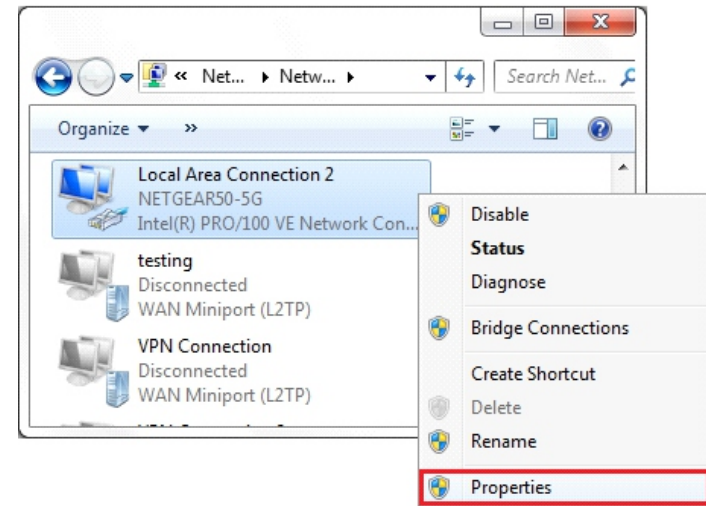 « Net... ▸ Netw... ▸
Search Net...
Organize
»
Local Area Connection 2
NETGEAR50-5G
Intel(R) PRO/100 VE Network Con...
testing
Disconnected
WAN Miniport (L2TP)
VPN Connection
Disconnected
WAN Miniport (L2TP)
Disable
Status
Diagnose
Bridge Connections
Create Shortcut
Delete
Rename
Properties